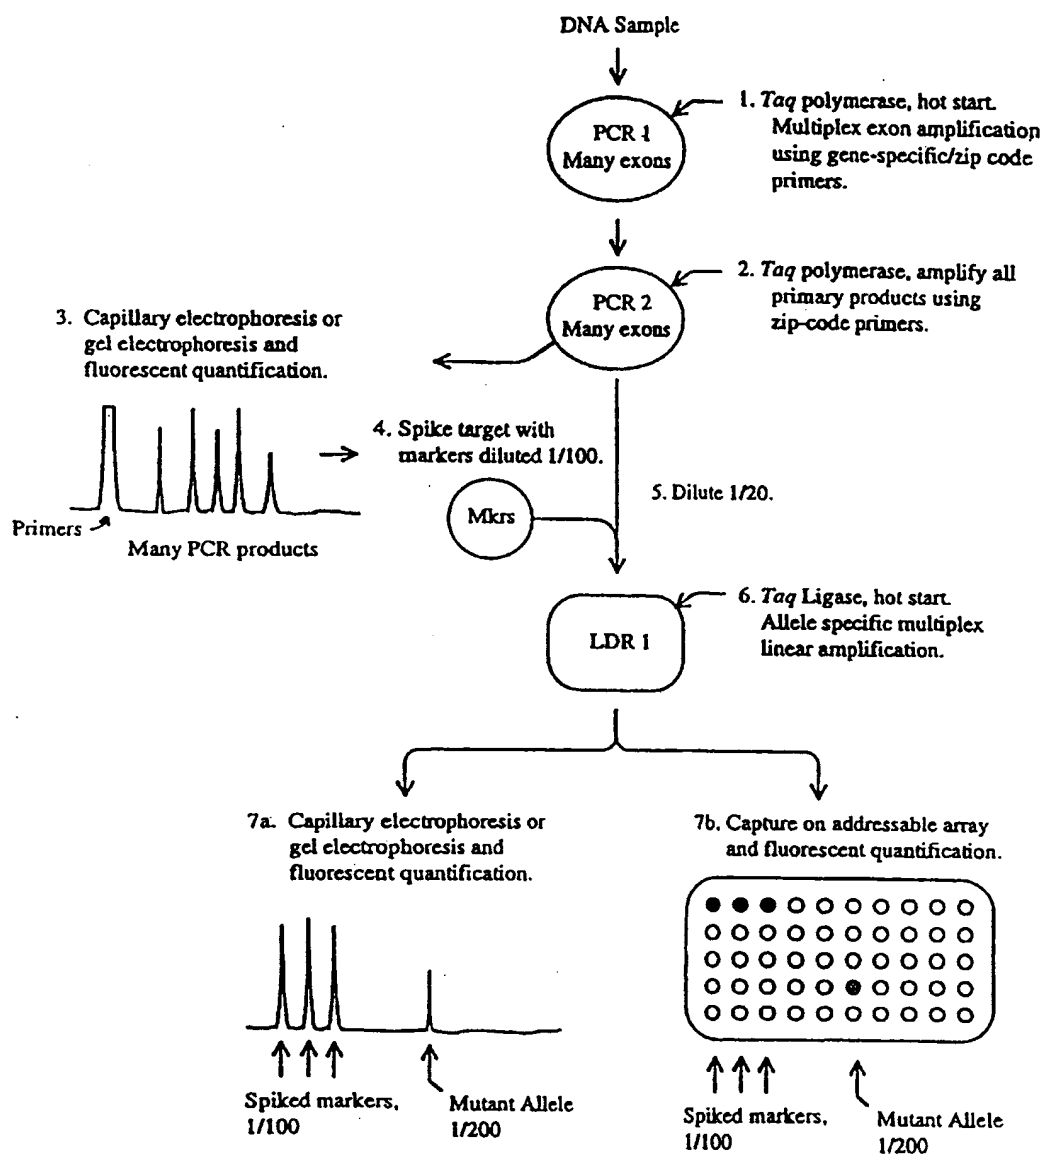 DNA Sample
PCR 1
Many exons
1. Taq polymerase, hot start.
Multiplex exon amplification
using gene-specific/zip code
primers.
PCR 2
Many exons
2. Taq polymerase, amplify all
primary products using
zip-code primers.
3. Capillary electrophoresis or
gel electrophoresis and
fluorescent quantification.
Primers
Many PCR products
4. Spike target with
markers diluted 1/100.
Mkrs
5. Dilute 1/20.
LDR 1
6. Taq Ligase, hot start.
Allele specific multiplex
linear amplification.
7a. Capillary electrophoresis or
gel electrophoresis and
fluorescent quantification.
Spiked markers,
1/100
Mutant Allele
1/200
7b. Capture on addressable array
and fluorescent quantification.
Spiked markers,
1/100
Mutant Allele
1/200